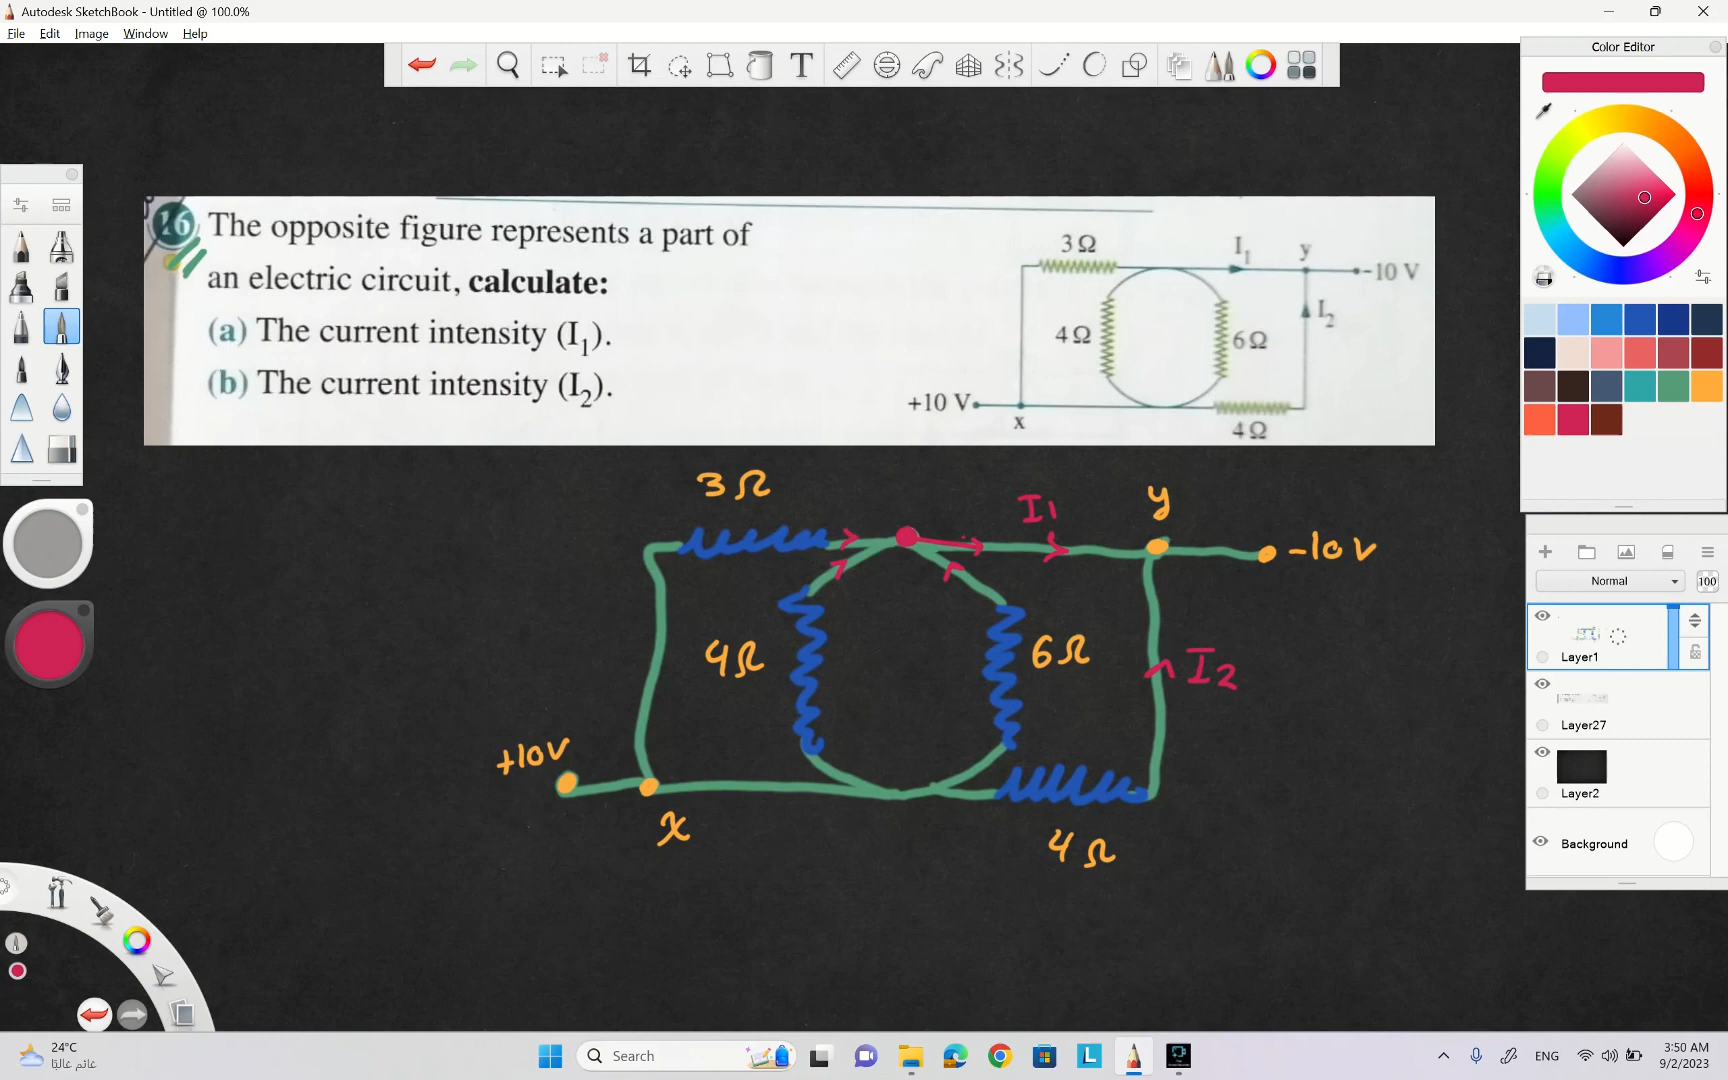 Autodesk SketchBook - Untitled @ 100.0%
File Edit Image Window Help
T
Color Editor
16 The opposite figure represents a part of
an electric circuit, calculate:
(a) The current intensity (I₁).
(b) The current intensity (I₂).
3 Ω
I₁
y
-10 V
I₂
4 Ω
6 Ω
+10 V
x
4 Ω
3 Ω
I1
y
-10 V
4Ω
6Ω
I2
+10V
x
4 Ω
Normal
100
Layer1
Layer27
Layer2
Background
24°C
غائم غالبًا
Search
L
ENG
3:50 AM
9/2/2023